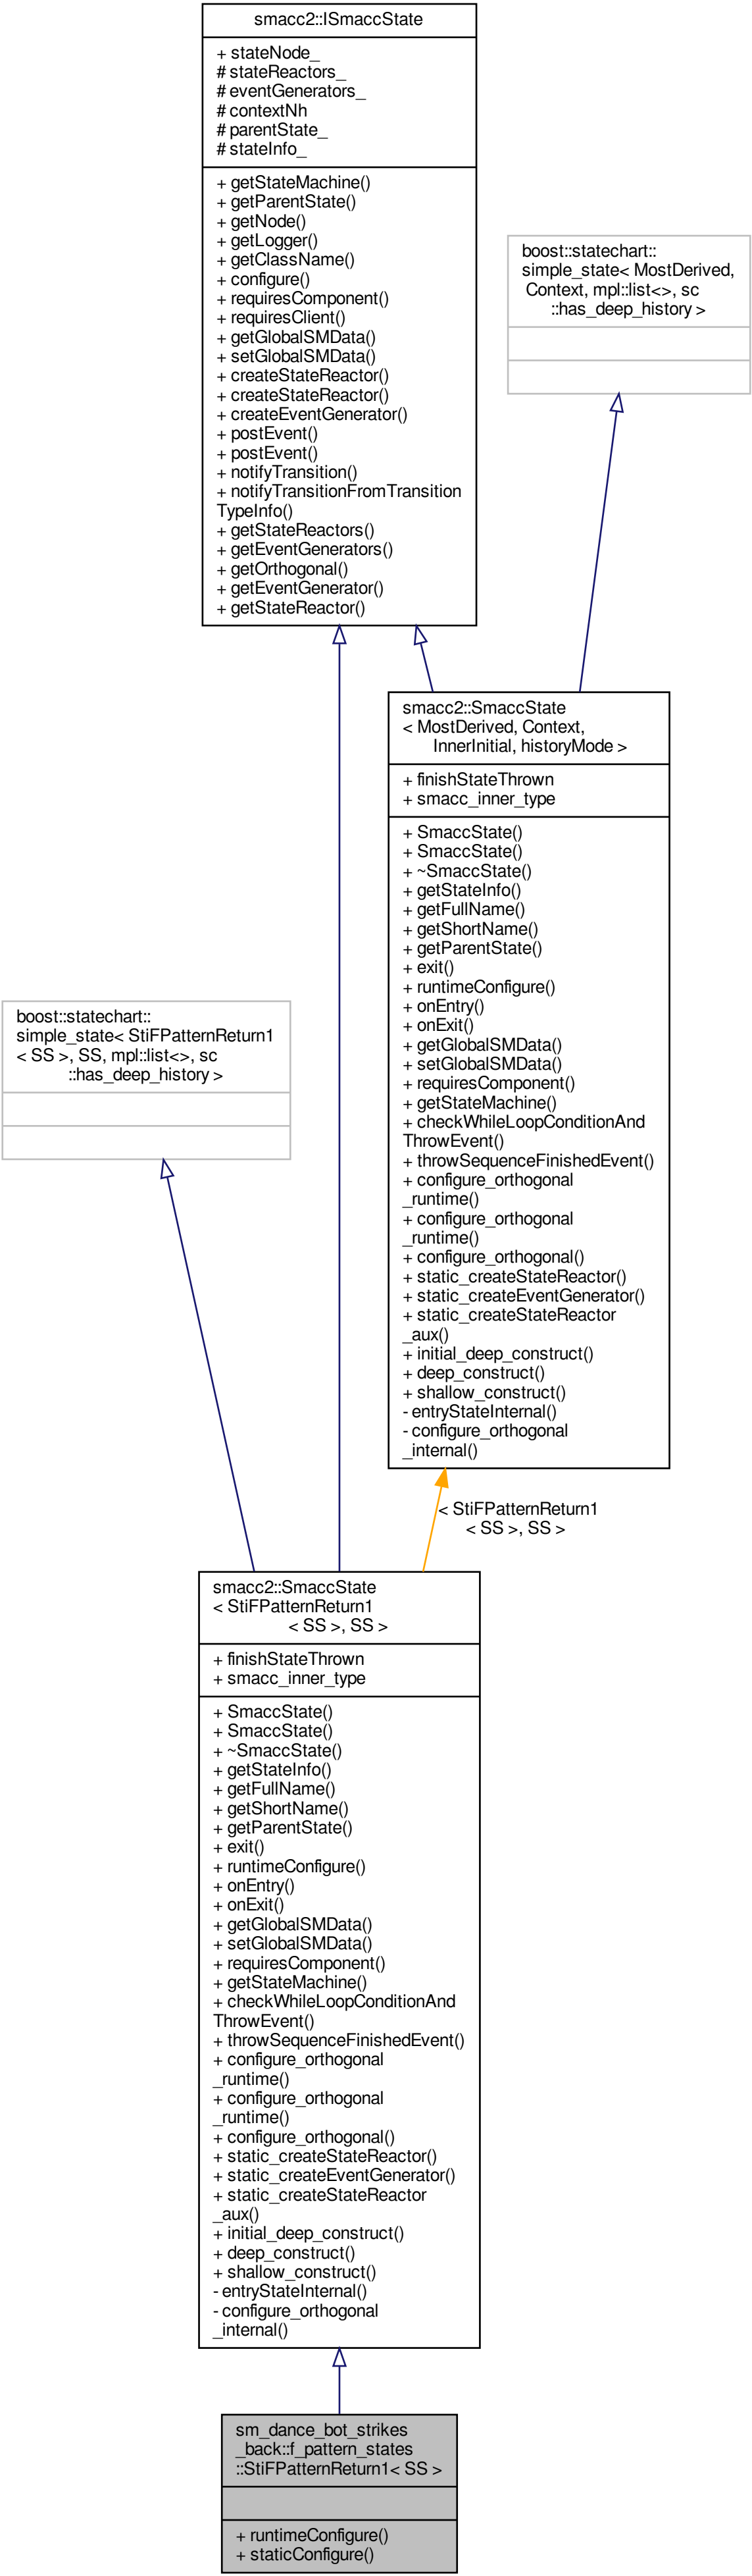 smacc2::ISmaccState
+ stateNode_
# stateReactors_
# eventGenerators_
# contextNh
# parentState_
# stateInfo_
+ getStateMachine()
+ getParentState()
+ getNode()
+ getLogger()
+ getClassName()
+ configure()
+ requiresComponent()
+ requiresClient()
+ getGlobalSMData()
+ setGlobalSMData()
+ createStateReactor()
+ createStateReactor()
+ createEventGenerator()
+ postEvent()
+ postEvent()
+ notifyTransition()
+ notifyTransitionFromTransition
TypeInfo()
+ getStateReactors()
+ getEventGenerators()
+ getOrthogonal()
+ getEventGenerator()
+ getStateReactor()
boost::statechart::
simple_state< MostDerived,
Context, mpl::list<>, sc
::has_deep_history >
smacc2::SmaccState
< MostDerived, Context,
InnerInitial, historyMode >
+ finishStateThrown
+ smacc_inner_type
+ SmaccState()
+ SmaccState()
+ ~SmaccState()
+ getStateInfo()
+ getFullName()
+ getShortName()
+ getParentState()
+ exit()
+ runtimeConfigure()
+ onEntry()
+ onExit()
+ getGlobalSMData()
+ setGlobalSMData()
+ requiresComponent()
+ getStateMachine()
+ checkWhileLoopConditionAnd
ThrowEvent()
+ throwSequenceFinishedEvent()
+ configure_orthogonal
_runtime()
+ configure_orthogonal
_runtime()
+ configure_orthogonal()
+ static_createStateReactor()
+ static_createEventGenerator()
+ static_createStateReactor
_aux()
+ initial_deep_construct()
+ deep_construct()
+ shallow_construct()
- entryStateInternal()
- configure_orthogonal
_internal()
boost::statechart::
simple_state< StiFPatternReturn1
< SS >, SS, mpl::list<>, sc
::has_deep_history >
< StiFPatternReturn1
< SS >, SS >
smacc2::SmaccState
< StiFPatternReturn1
< SS >, SS >
+ finishStateThrown
+ smacc_inner_type
+ SmaccState()
+ SmaccState()
+ ~SmaccState()
+ getStateInfo()
+ getFullName()
+ getShortName()
+ getParentState()
+ exit()
+ runtimeConfigure()
+ onEntry()
+ onExit()
+ getGlobalSMData()
+ setGlobalSMData()
+ requiresComponent()
+ getStateMachine()
+ checkWhileLoopConditionAnd
ThrowEvent()
+ throwSequenceFinishedEvent()
+ configure_orthogonal
_runtime()
+ configure_orthogonal
_runtime()
+ configure_orthogonal()
+ static_createStateReactor()
+ static_createEventGenerator()
+ static_createStateReactor
_aux()
+ initial_deep_construct()
+ deep_construct()
+ shallow_construct()
- entryStateInternal()
- configure_orthogonal
_internal()
sm_dance_bot_strikes
_back::f_pattern_states
::StiFPatternReturn1< SS >
+ runtimeConfigure()
+ staticConfigure()